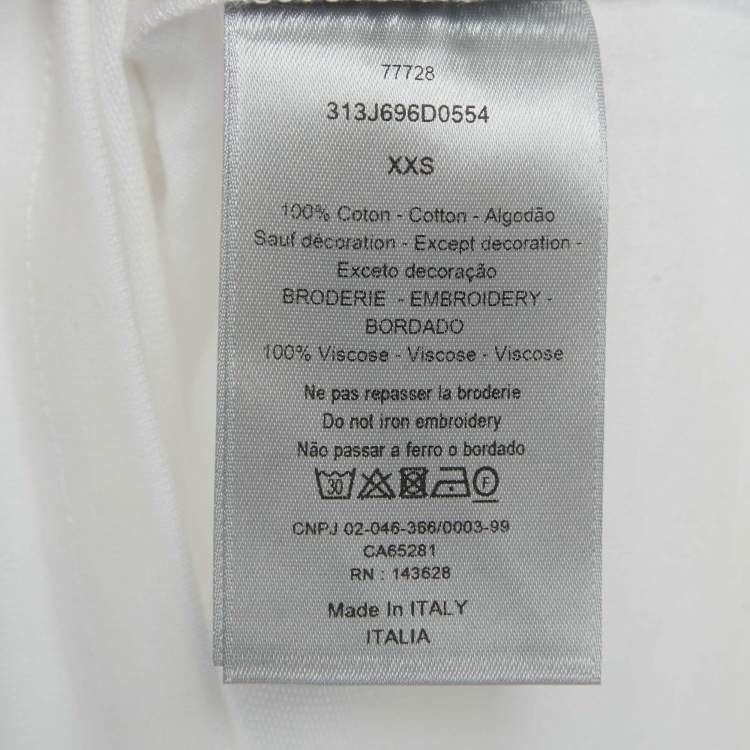 77728
313J696D0554
XXS
100% Coton - Cotton - Algodão
Sauf décoration - Except decoration -
Exceto decoração
BRODERIE - EMBROIDERY -
BORDADO
100% Viscose - Viscose - Viscose
Ne pas repasser la broderie
Do not iron embroidery
Não passar a ferro o bordado
30 F
CNPJ 02-046-366/0003-99
CA65281
RN : 143628
Made In ITALY
ITALIA